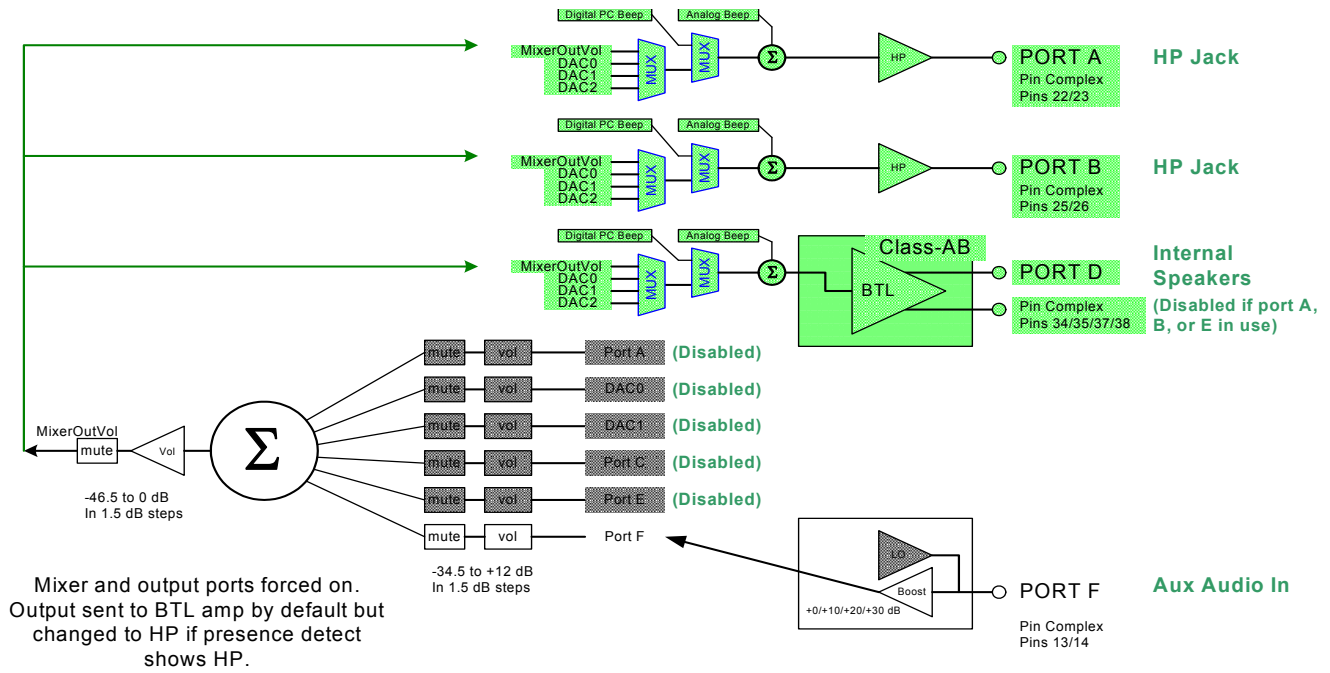 Digital PC Beep
Analog Beep
MixerOutVol
DAC0
DAC1
DAC2
MUX
MUX
Σ
HP
PORT A
Pin Complex
Pins 22/23
HP Jack
Digital PC Beep
Analog Beep
MixerOutVol
DAC0
DAC1
DAC2
MUX
MUX
Σ
HP
PORT B
Pin Complex
Pins 25/26
HP Jack
Digital PC Beep
Analog Beep
MixerOutVol
DAC0
DAC1
DAC2
MUX
MUX
Σ
Class-AB
BTL
PORT D
Pin Complex
Pins 34/35/37/38
Internal
Speakers
(Disabled if port A,
B, or E in use)
mute
vol
Port A
(Disabled)
mute
vol
DAC0
(Disabled)
mute
vol
DAC1
(Disabled)
mute
vol
Port C
(Disabled)
mute
vol
Port E
(Disabled)
mute
vol
Port F
MixerOutVol
mute
Vol
Σ
-46.5 to 0 dB
In 1.5 dB steps
-34.5 to +12 dB
In 1.5 dB steps
LO
Boost
+0/+10/+20/+30 dB
PORT F
Pin Complex
Pins 13/14
Aux Audio In
Mixer and output ports forced on.
Output sent to BTL amp by default but
changed to HP if presence detect
shows HP.